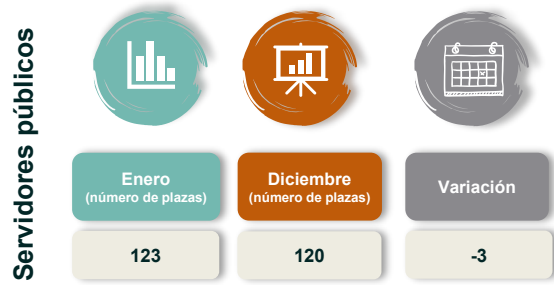 Servidores públicos
Enero
(número de plazas)
Diciembre
(número de plazas)
Variación
123
120
-3